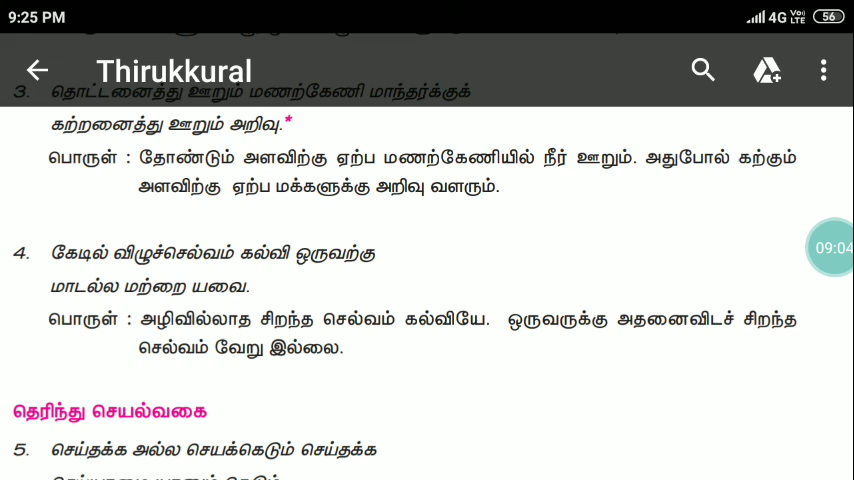 9:25 PM
4G VoLTE 56
Thirukkural
3. தொட்டனைத்து ஊறும் மணற்கேணி மாந்தர்க்குக்
கற்றனைத்து ஊறும் அறிவு.*
பொருள் : தோண்டும் அளவிற்கு ஏற்ப மணற்கேணியில் நீர் ஊறும். அதுபோல் கற்கும்
அளவிற்கு ஏற்ப மக்களுக்கு அறிவு வளரும்.
09:04
4. கேடில் விழுச்செல்வம் கல்வி ஒருவற்கு
மாடல்ல மற்றை யவை.
பொருள் : அழிவில்லாத சிறந்த செல்வம் கல்வியே. ஒருவருக்கு அதனைவிடச் சிறந்த
செல்வம் வேறு இல்லை.
தெரிந்து செயல்வகை
5. செய்தக்க அல்ல செயக்கெடும் செய்தக்க